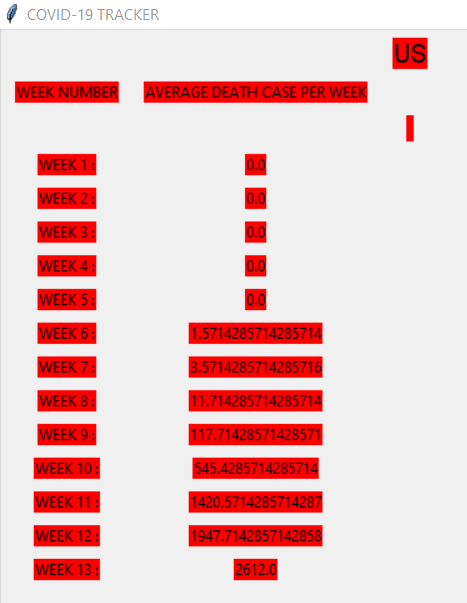 COVID-19 TRACKER
US
WEEK NUMBER AVERAGE DEATH CASE PER WEEK
WEEK 1 : 0.0
WEEK 2 : 0.0
WEEK 3 : 0.0
WEEK 4 : 0.0
WEEK 5 : 0.0
WEEK 6 : 1.5714285714285714
WEEK 7 : 3.5714285714285716
WEEK 8 : 11.714285714285714
WEEK 9 : 117.71428571428571
WEEK 10 : 545.4285714285714
WEEK 11 : 1420.5714285714287
WEEK 12 : 1947.7142857142858
WEEK 13 : 2612.0